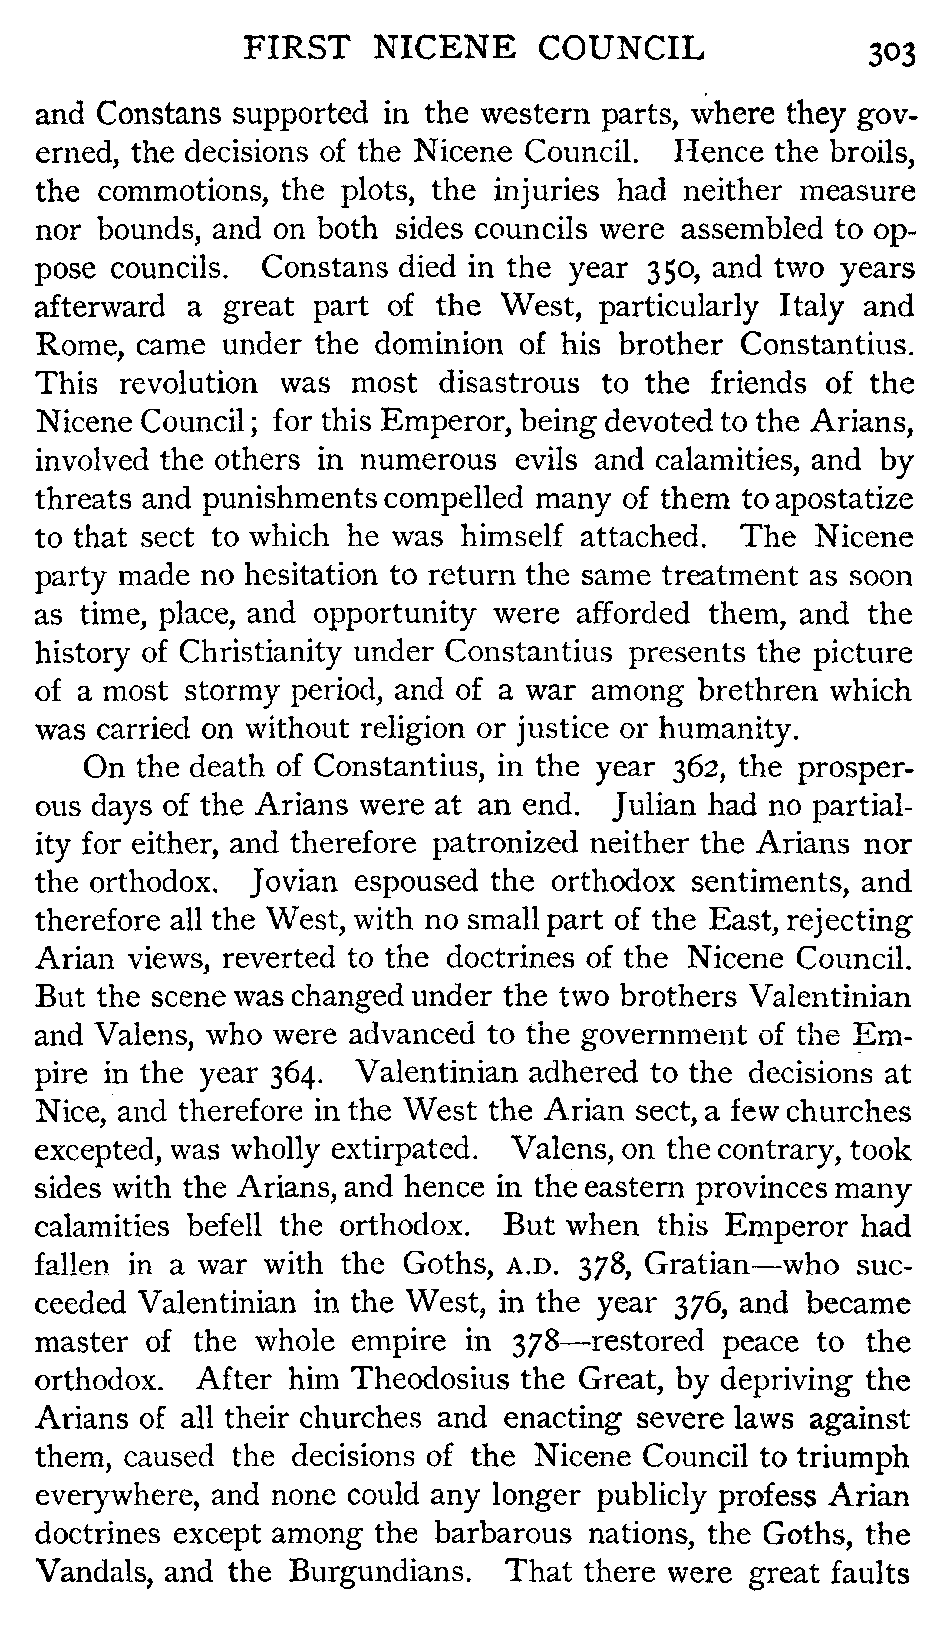 FIRST NICENE COUNCIL 303
and Constans supported in the western parts, where they gov-
erned, the decisions of the Nicene Council. Hence the broils,
the commotions, the plots, the injuries had neither measure
nor bounds, and on both sides councils were assembled to op-
pose councils. Constans died in the year 350, and two years
afterward a great part of the West, particularly Italy and
Rome, came under the dominion of his brother Constantius.
This revolution was most disastrous to the friends of the
Nicene Council; for this Emperor, being devoted to the Arians,
involved the others in numerous evils and calamities, and by
threats and punishments compelled many of them to apostatize
to that sect to which he was himself attached. The Nicene
party made no hesitation to return the same treatment as soon
as time, place, and opportunity were afforded them, and the
history of Christianity under Constantius presents the picture
of a most stormy period, and of a war among brethren which
was carried on without religion or justice or humanity.
On the death of Constantius, in the year 362, the prosper-
ous days of the Arians were at an end. Julian had no partial-
ity for either, and therefore patronized neither the Arians nor
the orthodox. Jovian espoused the orthodox sentiments, and
therefore all the West, with no small part of the East, rejecting
Arian views, reverted to the doctrines of the Nicene Council.
But the scene was changed under the two brothers Valentinian
and Valens, who were advanced to the government of the Em-
pire in the year 364. Valentinian adhered to the decisions at
Nice, and therefore in the West the Arian sect, a few churches
excepted, was wholly extirpated. Valens, on the contrary, took
sides with the Arians, and hence in the eastern provinces many
calamities befell the orthodox. But when this Emperor had
fallen in a war with the Goths, A.D. 378, Gratian—who suc-
ceeded Valentinian in the West, in the year 376, and became
master of the whole empire in 378—restored peace to the
orthodox. After him Theodosius the Great, by depriving the
Arians of all their churches and enacting severe laws against
them, caused the decisions of the Nicene Council to triumph
everywhere, and none could any longer publicly profess Arian
doctrines except among the barbarous nations, the Goths, the
Vandals, and the Burgundians. That there were great faults